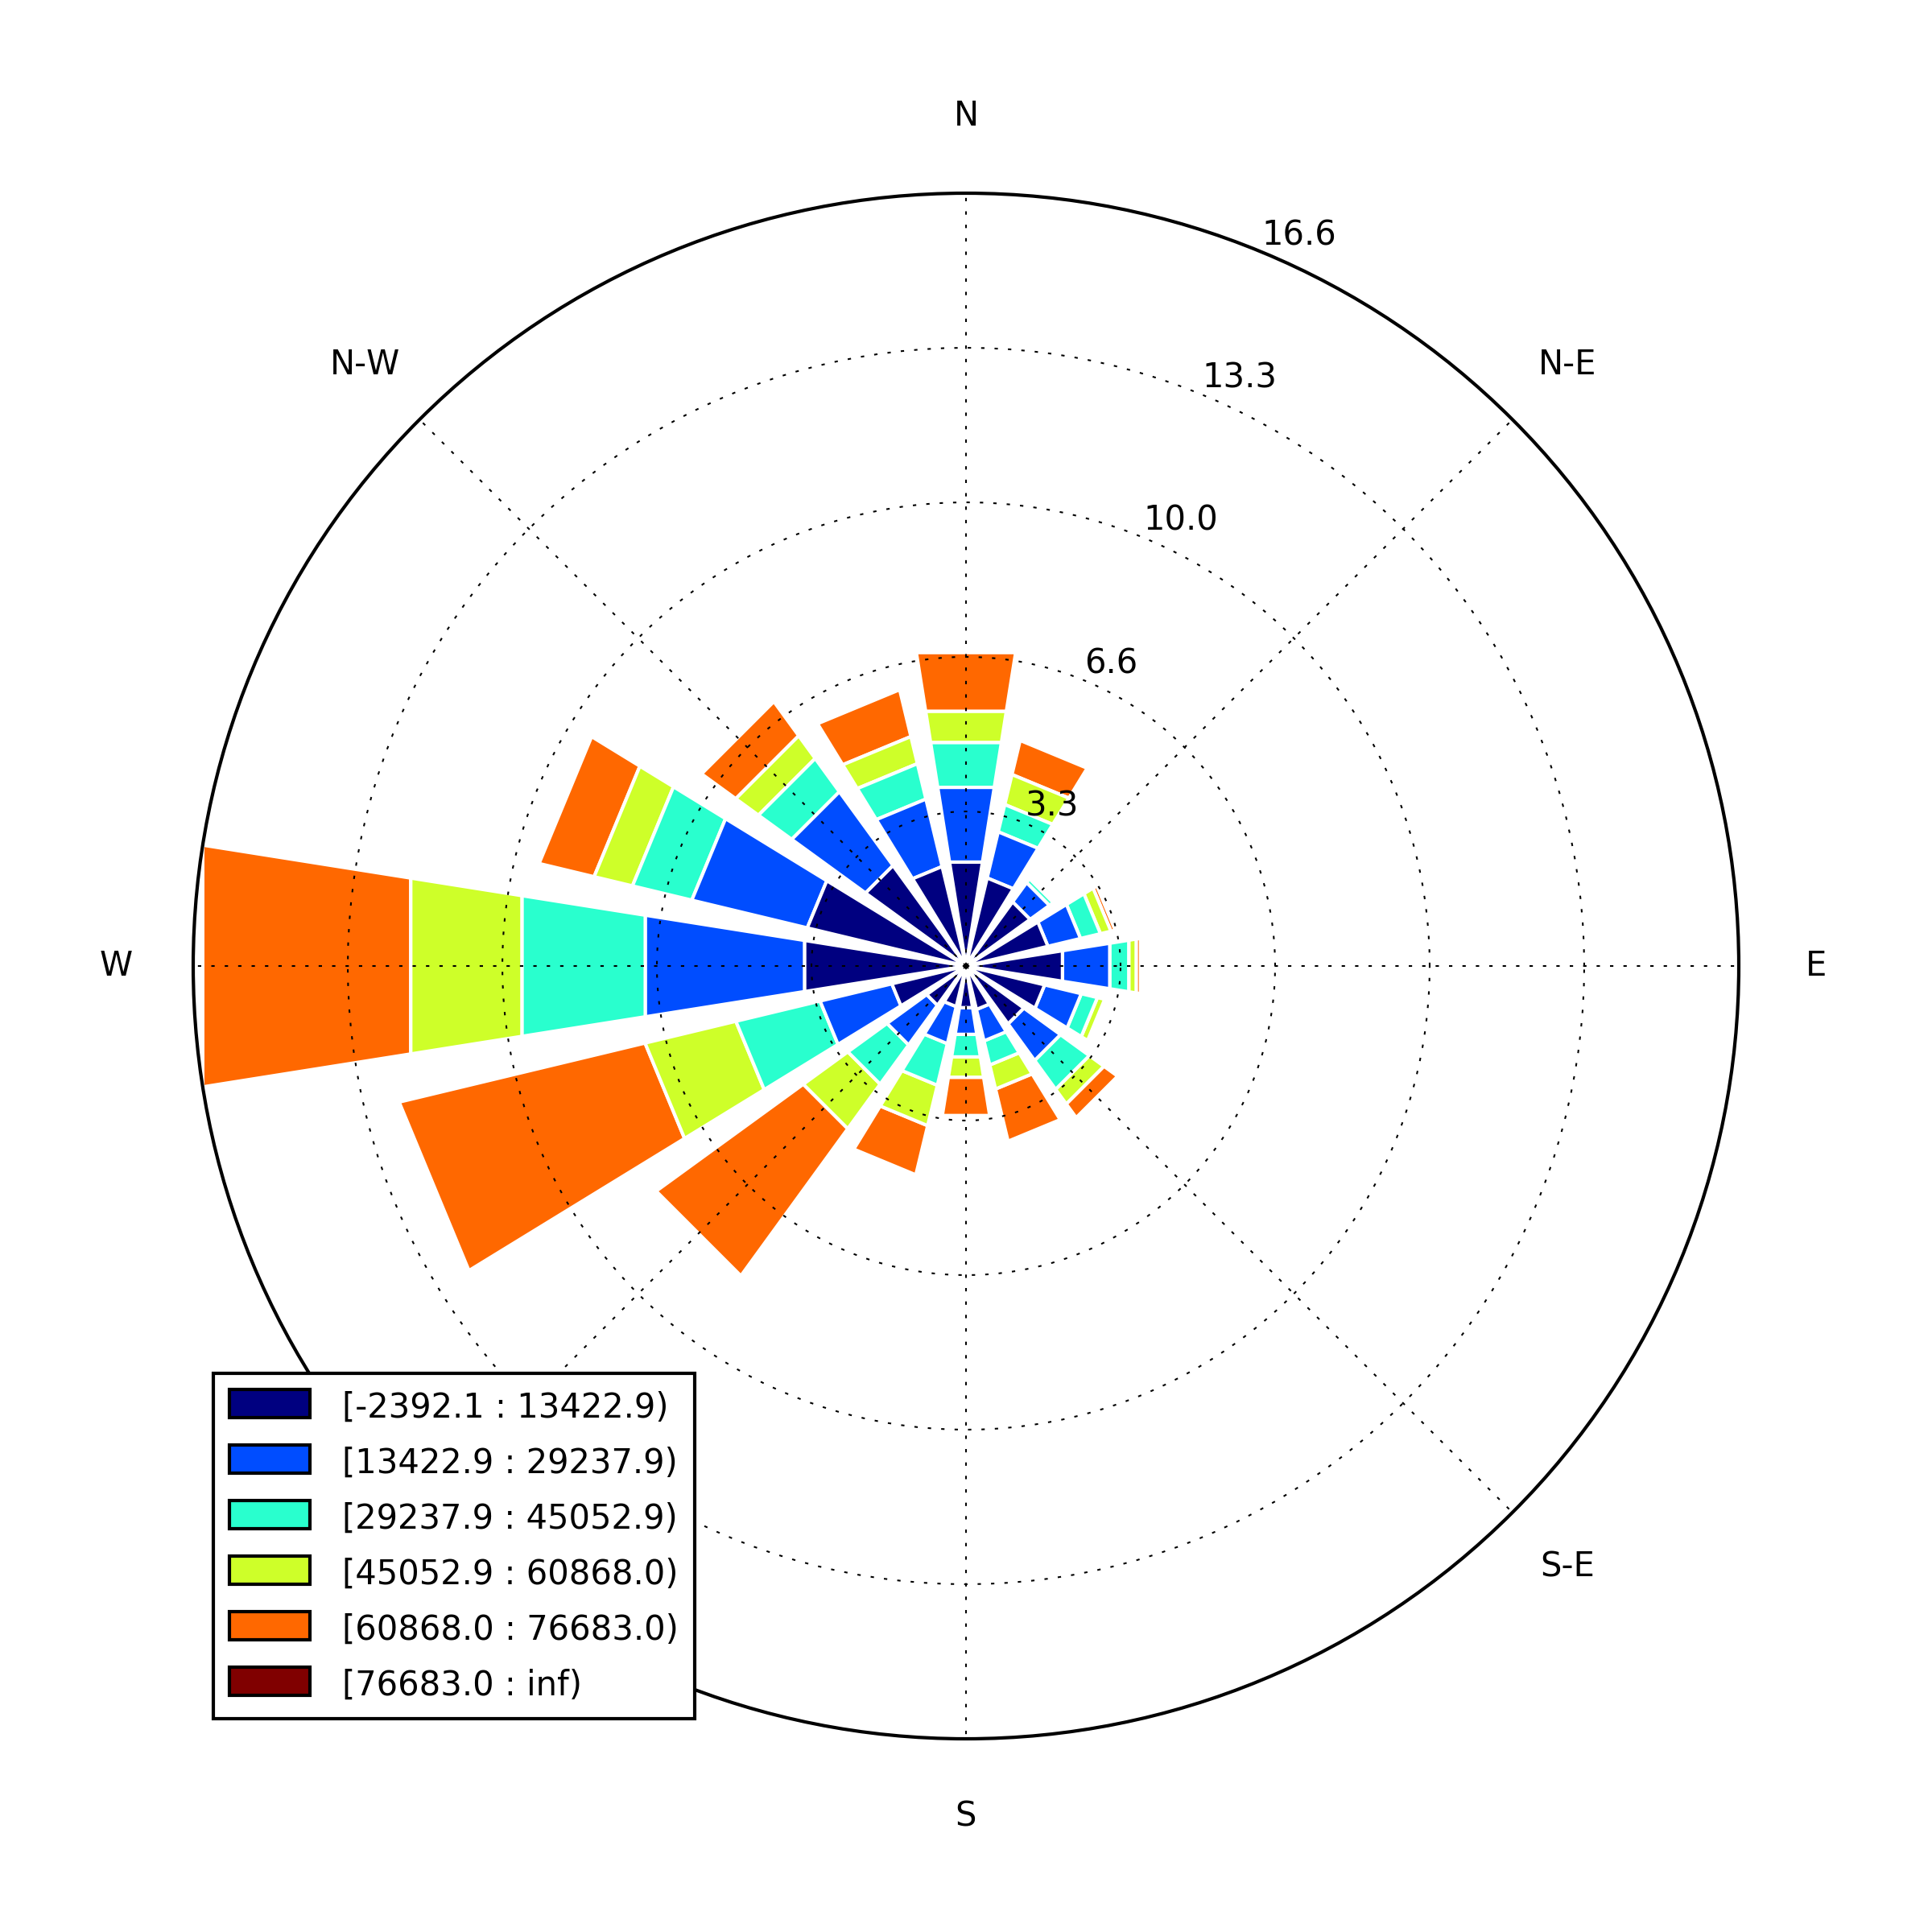 N
16.6
N-W
N-E
13.3
10.0
6.6
3.3
W
E
[-2392.1 : 13422.9)
[13422.9 : 29237.9)
[29237.9 : 45052.9)
[45052.9 : 60868.0)
[60868.0 : 76683.0)
[76683.0 : inf)
S-E
S